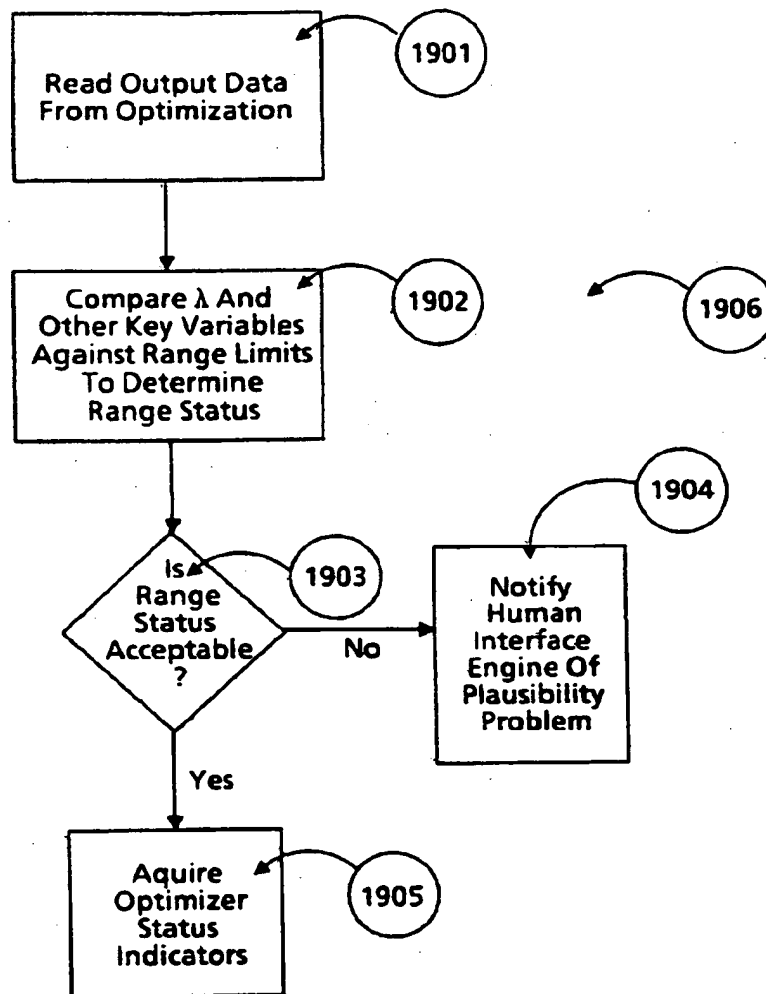 1901
Read Output Data
From Optimization
1902
Compare λ And
Other Key Variables
Against Range Limits
To Determine
Range Status
1906
1904
1903
Is
Range
Status
Acceptable
?
No
Notify
Human
Interface
Engine Of
Plausibility
Problem
Yes
Aquire
Optimizer
Status
Indicators
1905